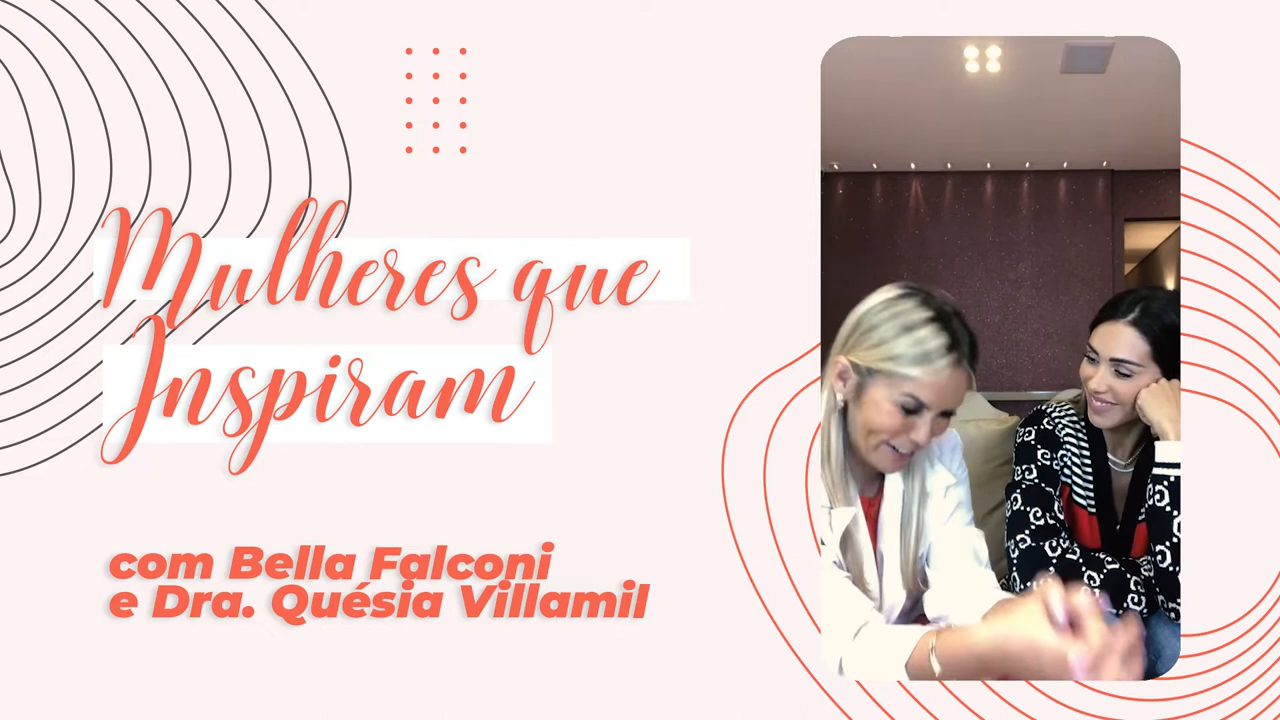 Mulheres que
Inspiram
com Bella Falconi
e Dra. Quésia Villamil